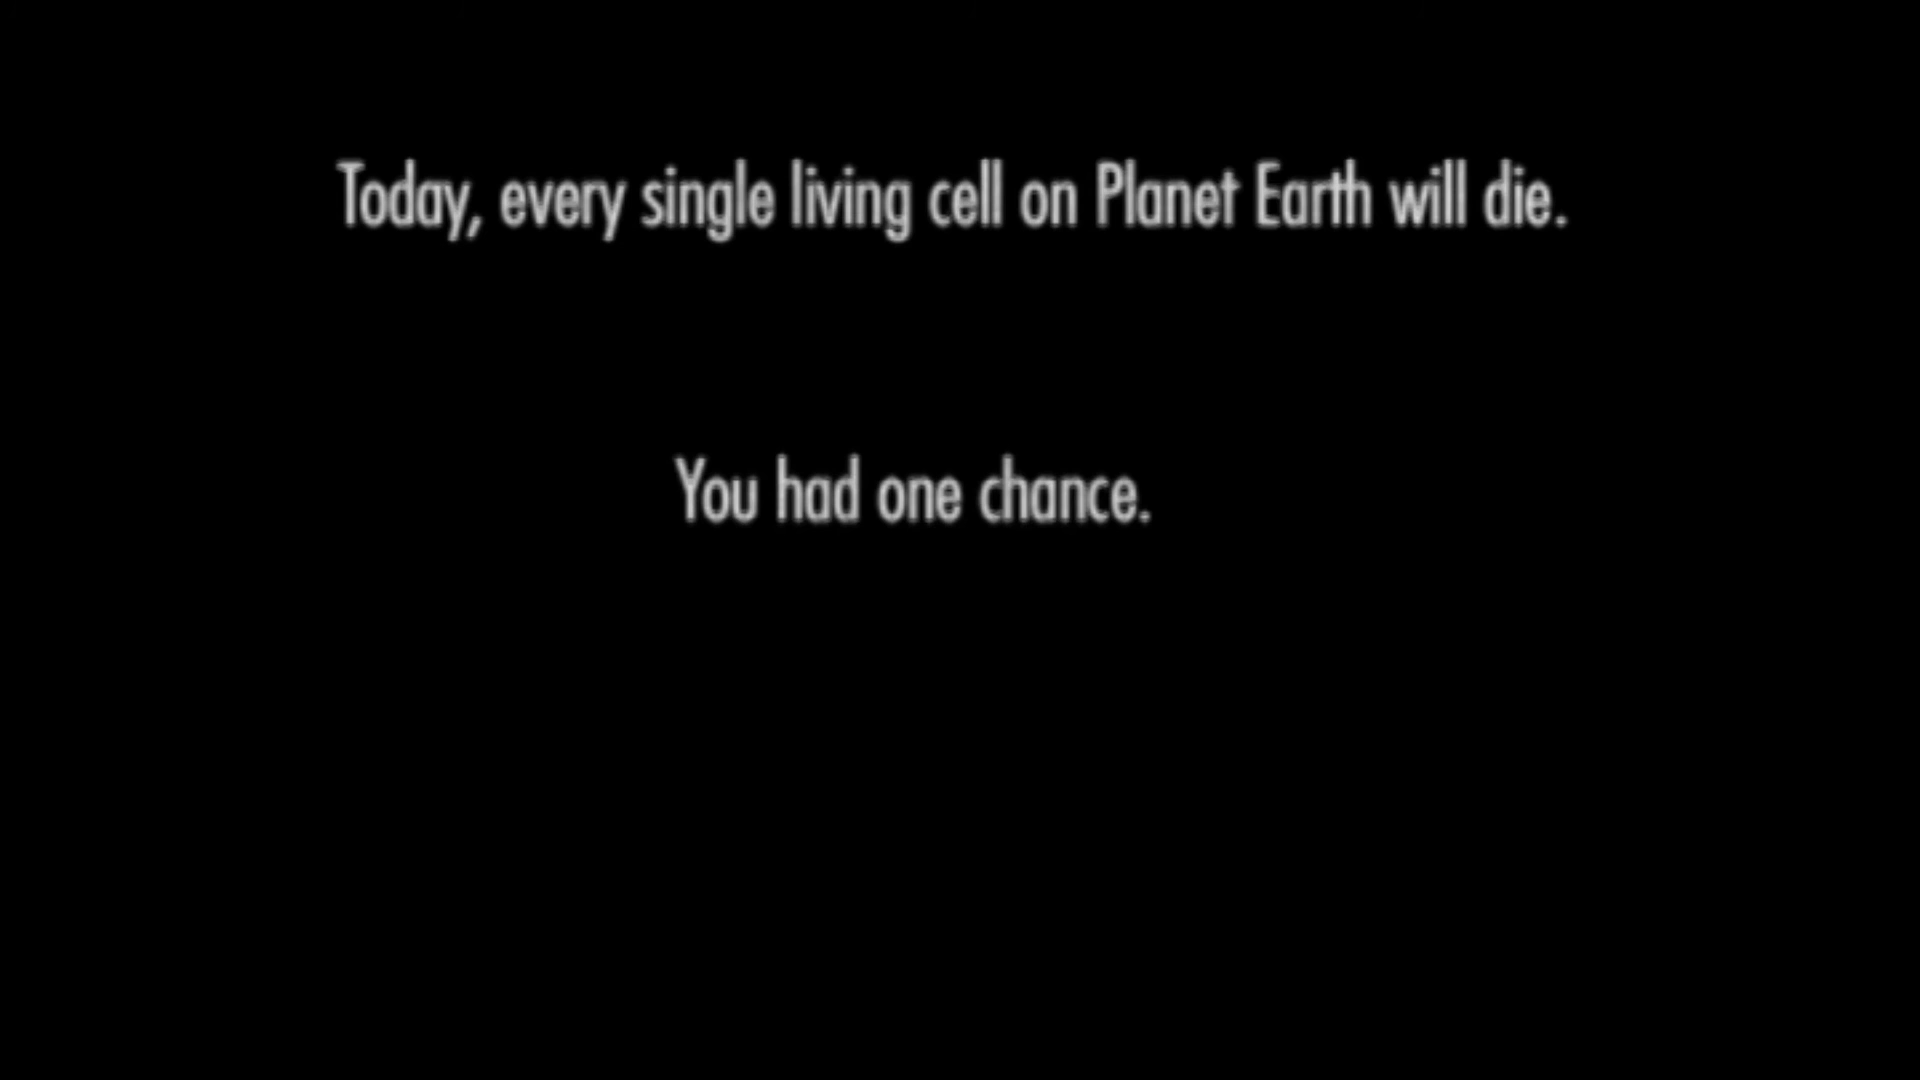 Today, every single living cell on Planet Earth will die.
You had one chance.